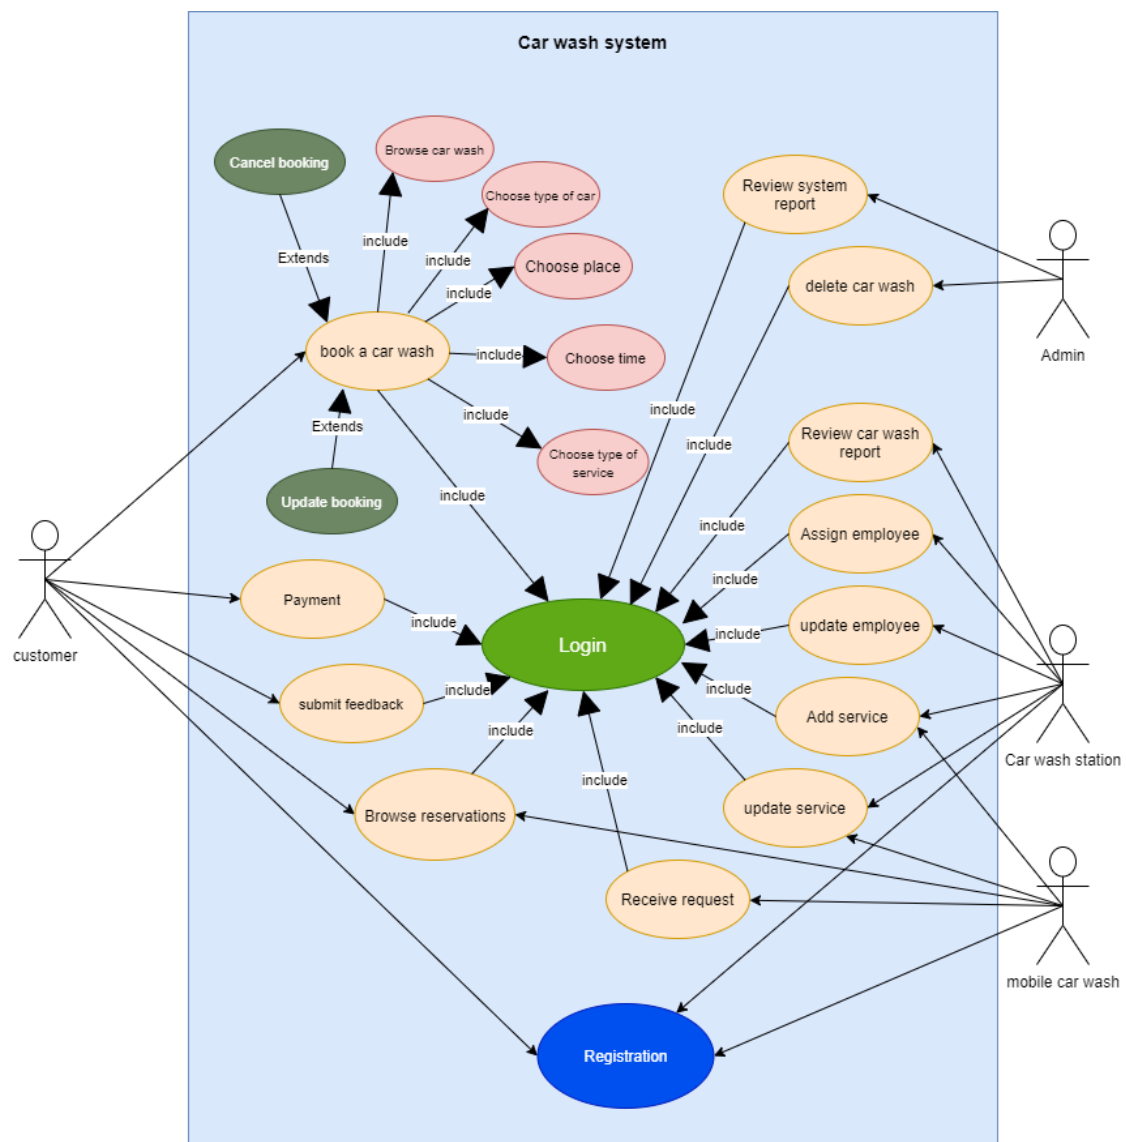 Car wash system
Cancel booking
Browse car wash
Choose type of car
Review system
report
Extends
include
include
include
Choose place
delete car wash
book a car wash
include
Choose time
Admin
Extends
include
Choose type of
service
include
include
Review car wash
report
Update booking
include
include
Assign employee
Payment
include
include
update employee
Login
include
customer
submit feedback
include
include
Add service
include
include
Car wash station
include
Browse reservations
update service
Receive request
mobile car wash
Registration